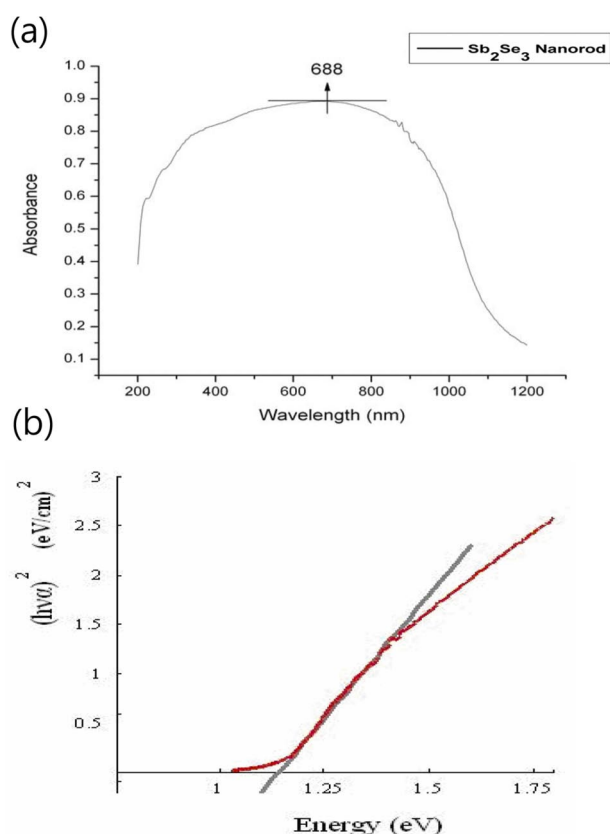 (a)
Sb₂Se₃ Nanorod
688
1.0
0.9
0.8
0.7
0.6
0.5
0.4
0.3
0.2
0.1
Absorbance
200 400 600 800 1000 1200
Wavelength (nm)
(b)
3
2.5
2
1.5
1
0.5
(hνα)² (eV/cm)²
1 1.25 1.5 1.75
Energy (eV)